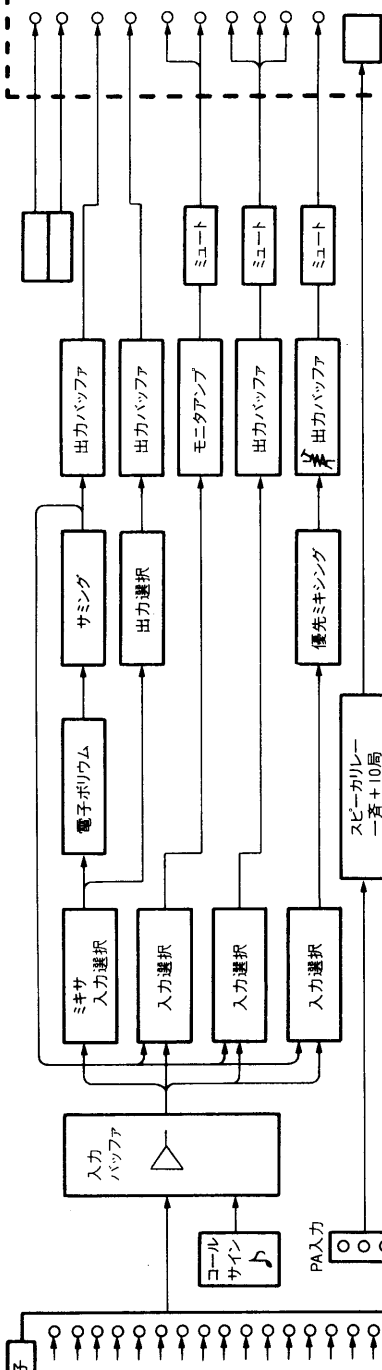 子
コール
サイン
PA入力
入力
バッファ
ミキサ
入力選択
入力選択
入力選択
入力選択
スピーカリレー
一斉＋10局
電子ボリウム
サミング
出力選択
優先ミキシング
出力バッファ
出力バッファ
モニタアンプ
出力バッファ
出力バッファ
ミュート
ミュート
ミュート